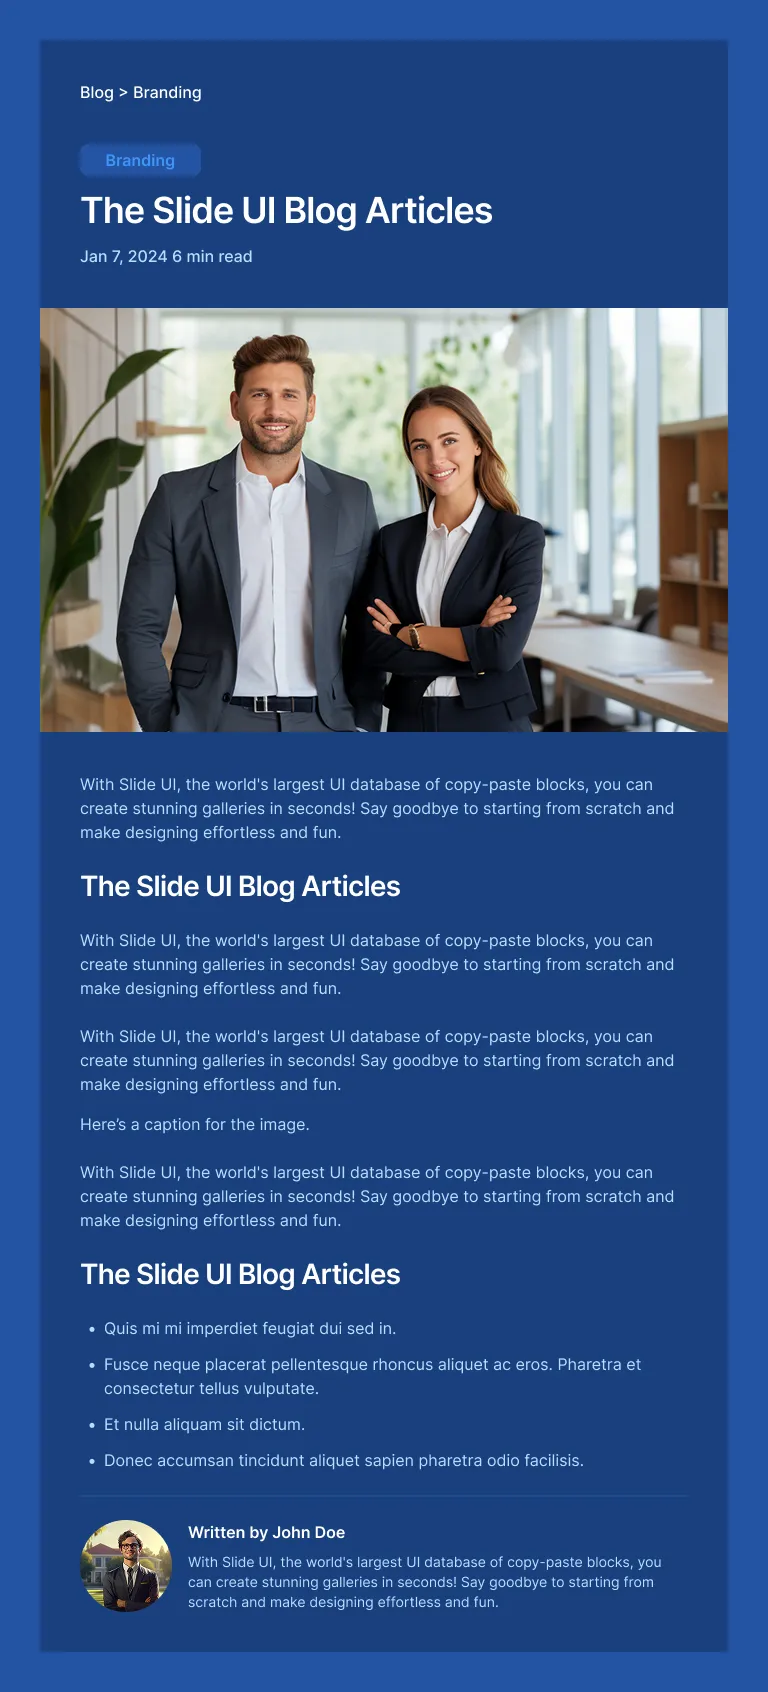 Blog > Branding
Branding
The Slide UI Blog Articles
Jan 7, 2024 6 min read
With Slide UI, the world's largest UI database of copy-paste blocks, you can
create stunning galleries in seconds! Say goodbye to starting from scratch and
make designing effortless and fun.
The Slide UI Blog Articles
With Slide UI, the world's largest UI database of copy-paste blocks, you can
create stunning galleries in seconds! Say goodbye to starting from scratch and
make designing effortless and fun.
With Slide UI, the world's largest UI database of copy-paste blocks, you can
create stunning galleries in seconds! Say goodbye to starting from scratch and
make designing effortless and fun.
Here’s a caption for the image.
With Slide UI, the world's largest UI database of copy-paste blocks, you can
create stunning galleries in seconds! Say goodbye to starting from scratch and
make designing effortless and fun.
The Slide UI Blog Articles
• Quis mi mi imperdiet feugiat dui sed in.
• Fusce neque placerat pellentesque rhoncus aliquet ac eros. Pharetra et
consectetur tellus vulputate.
• Et nulla aliquam sit dictum.
• Donec accumsan tincidunt aliquet sapien pharetra odio facilisis.
Written by John Doe
With Slide UI, the world's largest UI database of copy-paste blocks, you
can create stunning galleries in seconds! Say goodbye to starting from
scratch and make designing effortless and fun.